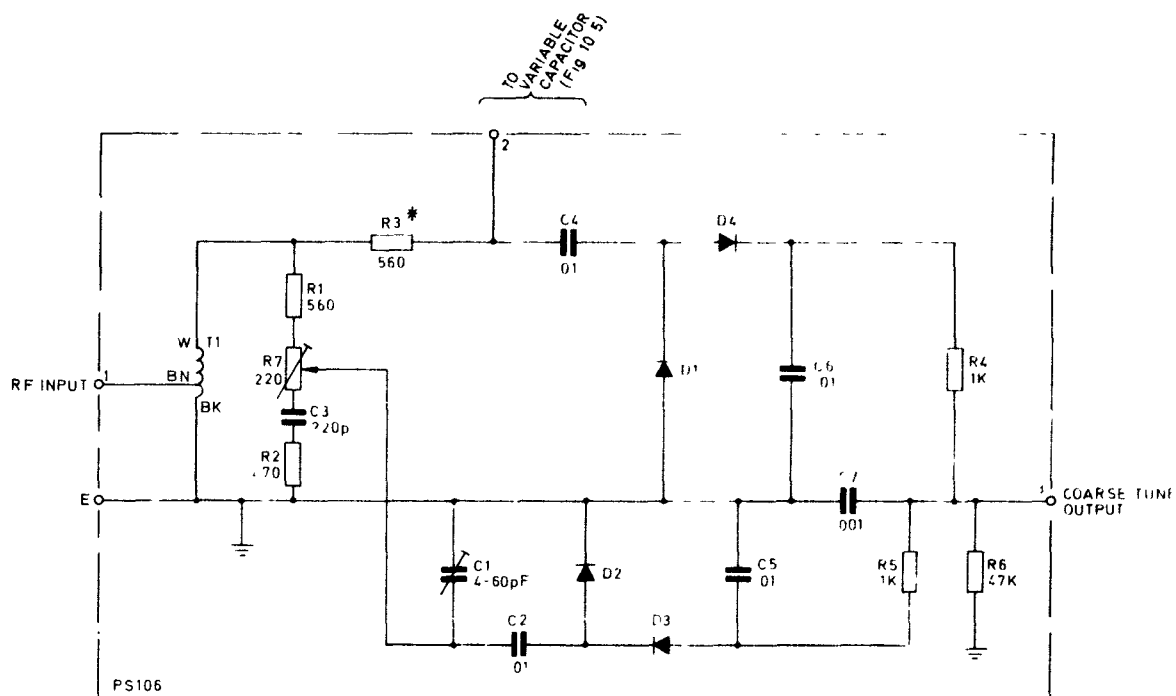 TO
VARIABLE
CAPACITOR
(Fig 10 5)
2
R3 *
560
C4
01
D4
R1
560
W T1
R7
220
BN
RF INPUT
1
BK
C3
R2
D1
C6
01
R4
1K
E
C7
001
COARSE TUNE
OUTPUT
C1
4-60pF
D2
C5
01
R5
1K
R6
47K
C2
01
D3
PS106